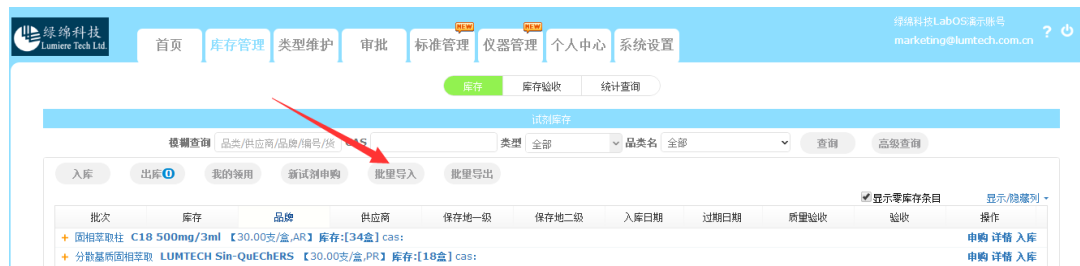 绿绵科技
Lumiere Tech Ltd.
首页 库存管理 类型维护 审批 标准管理 NEW 仪器管理 NEW 个人中心 系统设置
绿绵科技LabOS演示账号
marketing@lumtech.com.cn
库存 库存验收 统计查询
试剂库存
模糊查询 品类/供应商/品牌/编号/货 CAS 类型 全部 品类名 全部 查询 高级查询
入库 出库0 我的领用 新试剂申购 批量导入 批量导出
显示零库存条目 显示/隐藏列
批次 库存 品牌 供应商 保存地一级 保存地二级 入库日期 过期日期 质量验收 验收 操作
+ 固相萃取柱 C18 500mg/3ml 【30.00支/盒,AR】库存:[34盒] cas: 申购 详情 入库
+ 分散基质固相萃取 LUMTECH Sin-QuEChERS 【30.00支/盒,PR】库存:[18盒] cas: 申购 详情 入库